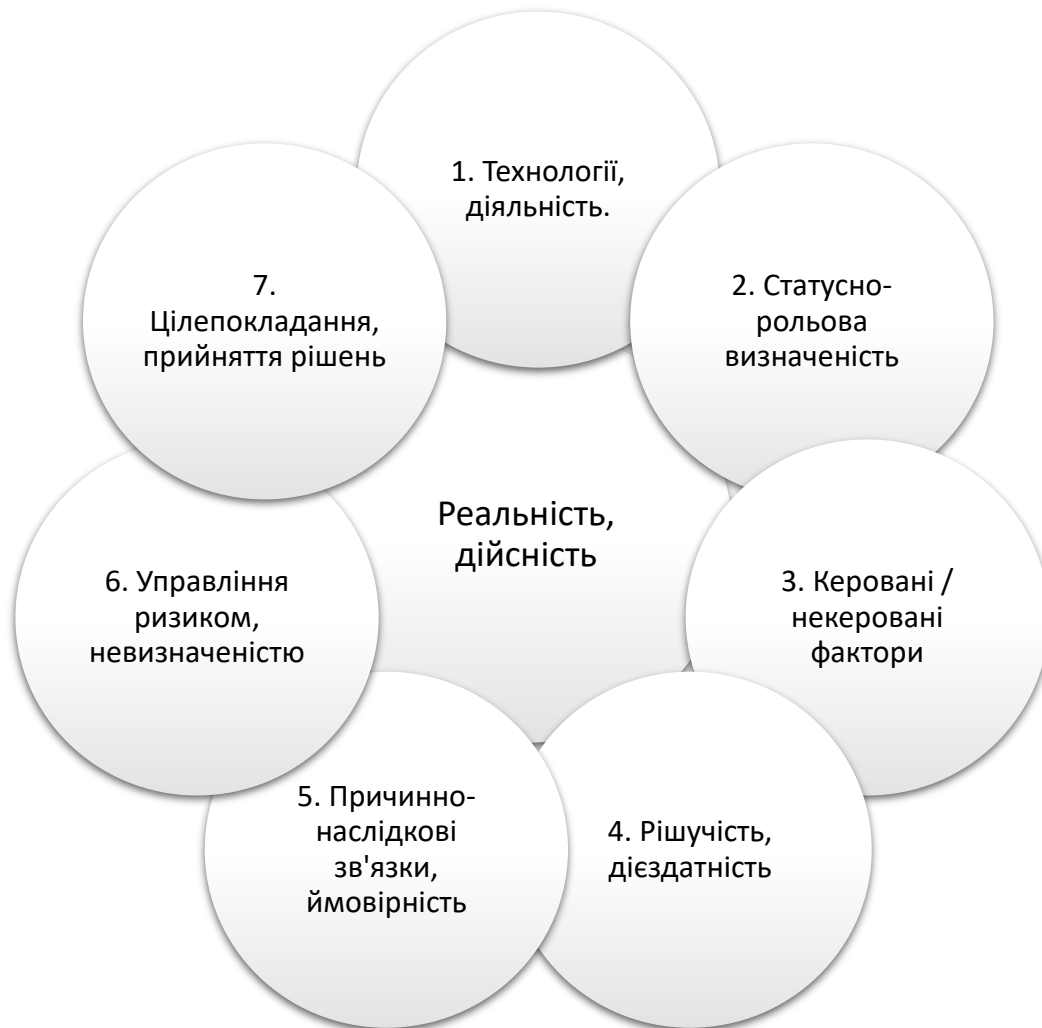 1. Технології,
діяльність.
2. Статусно-
рольова
визначеність
3. Керовані /
некеровані
фактори
4. Рішучість,
дієздатність
5. Причинно-
наслідкові
зв'язки,
ймовірність
6. Управління
ризиком,
невизначеністю
7.
Цілепокладання,
прийняття рішень
Реальність,
дійсність